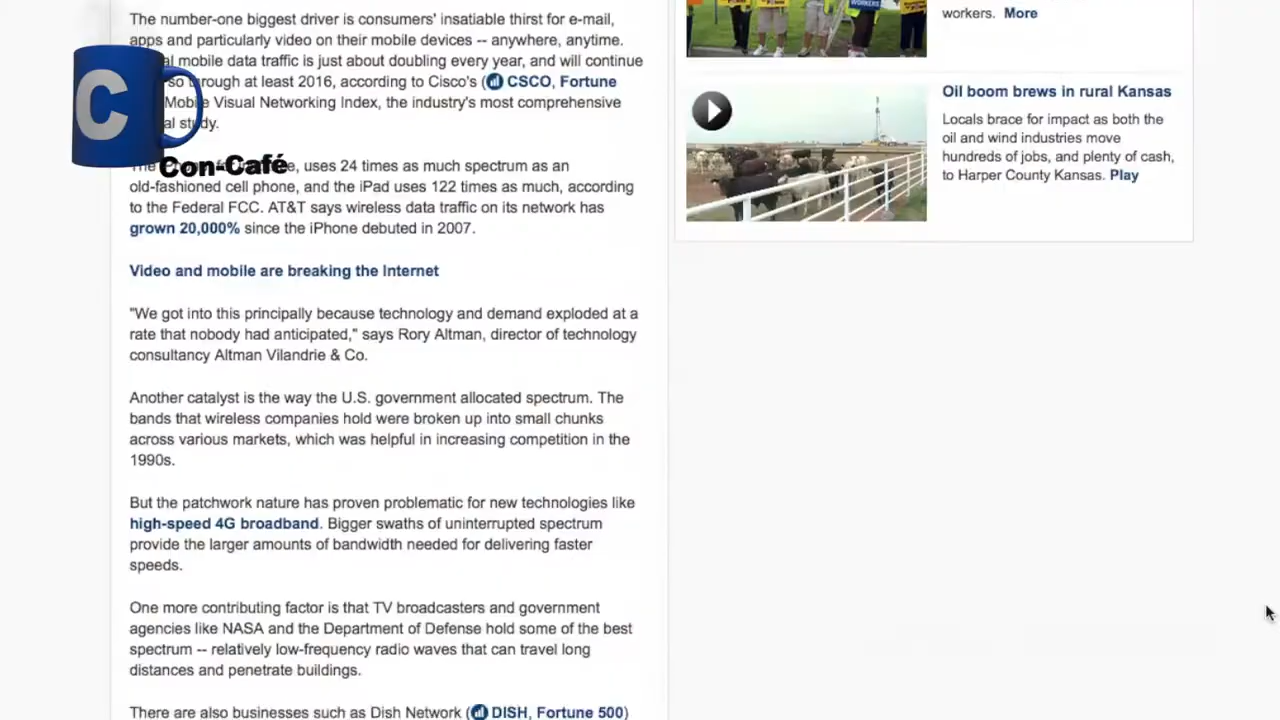 The number-one biggest driver is consumers' insatiable thirst for e-mail,
apps and particularly video on their mobile devices -- anywhere, anytime.
al mobile data traffic is just about doubling every year, and will continue
so through at least 2016, according to Cisco's (CSCO, Fortune
Mobile Visual Networking Index, the industry's most comprehensive
al study.
C
Con-Café
uses 24 times as much spectrum as an
old-fashioned cell phone, and the iPad uses 122 times as much, according
to the Federal FCC. AT&T says wireless data traffic on its network has
grown 20,000% since the iPhone debuted in 2007.
Video and mobile are breaking the Internet
"We got into this principally because technology and demand exploded at a
rate that nobody had anticipated," says Rory Altman, director of technology
consultancy Altman Vilandrie & Co.
Another catalyst is the way the U.S. government allocated spectrum. The
bands that wireless companies hold were broken up into small chunks
across various markets, which was helpful in increasing competition in the
1990s.
But the patchwork nature has proven problematic for new technologies like
high-speed 4G broadband. Bigger swaths of uninterrupted spectrum
provide the larger amounts of bandwidth needed for delivering faster
speeds.
One more contributing factor is that TV broadcasters and government
agencies like NASA and the Department of Defense hold some of the best
spectrum -- relatively low-frequency radio waves that can travel long
distances and penetrate buildings.
There are also businesses such as Dish Network (DISH, Fortune 500)
workers. More
Oil boom brews in rural Kansas
Locals brace for impact as both the
oil and wind industries move
hundreds of jobs, and plenty of cash,
to Harper County Kansas. Play